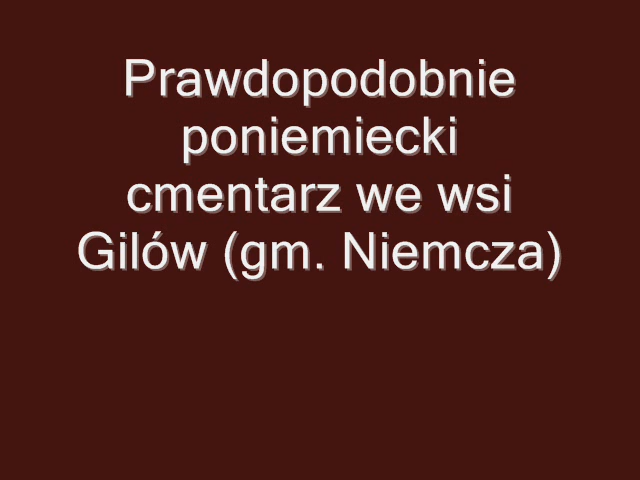 Prawdopodobnie
poniemiecki
cmentarz we wsi
Gilów (gm. Niemcza)